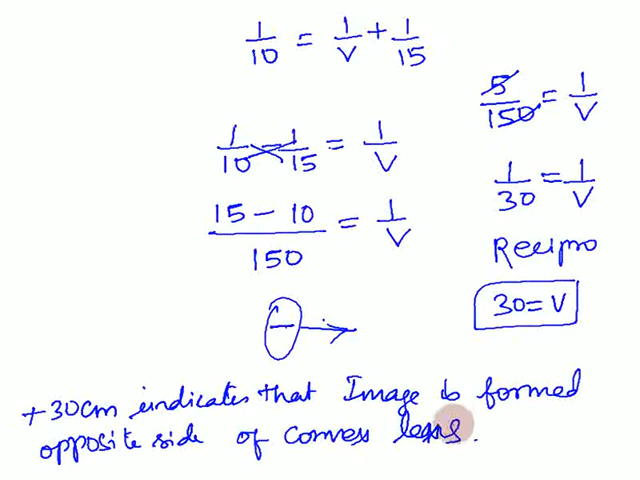 1/10 = 1/V + 1/15
1/10 - 1/15 = 1/V
15 - 10 / 150 = 1/V
5/150 = 1/V
1/30 = 1/V
Recipro
30 = V
+30cm indicates that Image is formed
opposite side of convess lens.